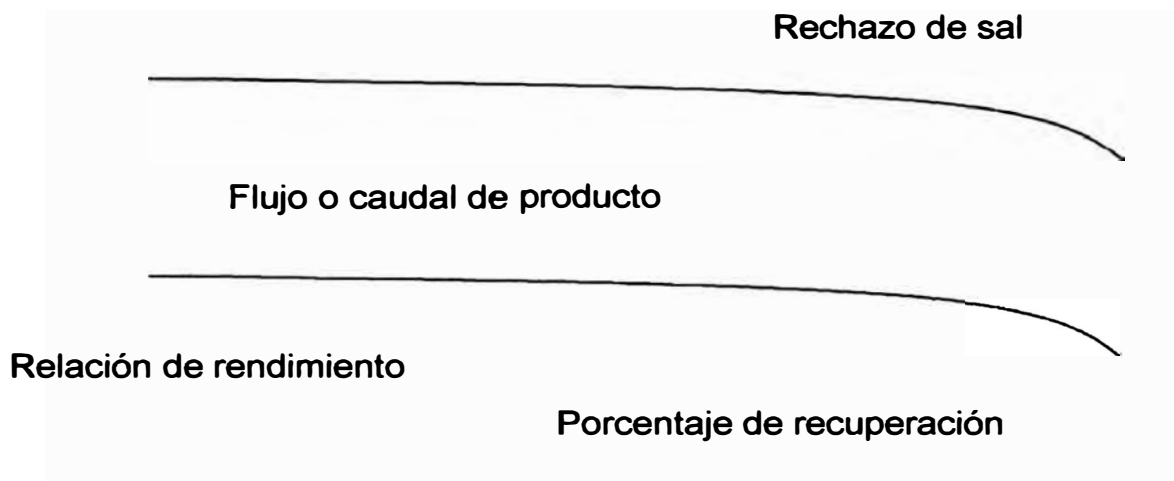 Rechazo de sal
Flujo o caudal de producto
Relación de rendimiento
Porcentaje de recuperación